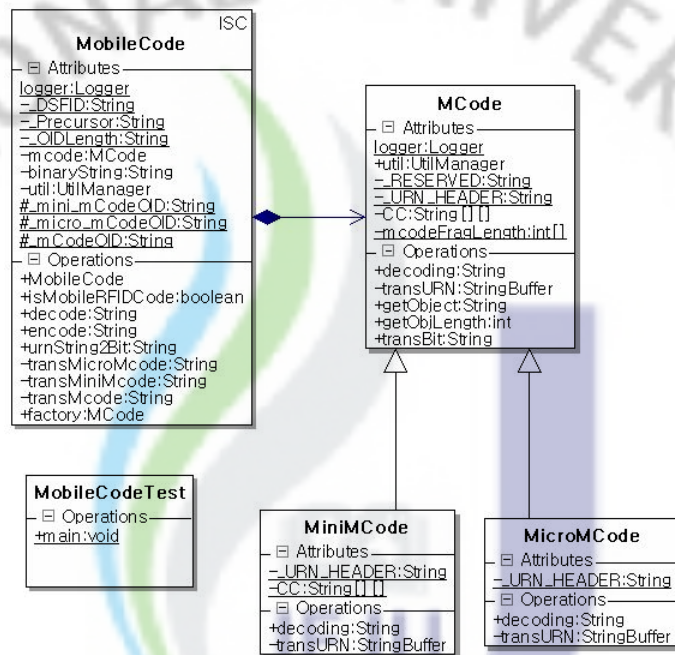 ISC
MobileCode
Attributes
logger:Logger
-_DSFID:String
-_Precursor:String
-_OIDLength:String
-mcode:MCode
-binaryString:String
-util:UtilManager
#_mini_mCodeOID:String
#_micro_mCodeOID:String
#_mCodeOID:String
Operations
+MobileCode
+isMobileRFIDCode:boolean
+decode:String
+encode:String
+urnString2Bit:String
-transMicroMcode:String
-transMiniMcode:String
-transMcode:String
+factory:MCode
MCode
Attributes
logger:Logger
+util:UtilManager
-_RESERVED:String
-_URN_HEADER:String
-CC:String[][]
-mcodeFragLength:int[]
Operations
+decoding:String
-transURN:StringBuffer
+getObject:String
+getObjLength:int
+transBit:String
MobileCodeTest
Operations
+main:void
MiniMCode
Attributes
-_URN_HEADER:String
-CC:String[][]
Operations
+decoding:String
-transURN:StringBuffer
MicroMCode
Attributes
-_URN_HEADER:String
Operations
+decoding:String
-transURN:StringBuffer